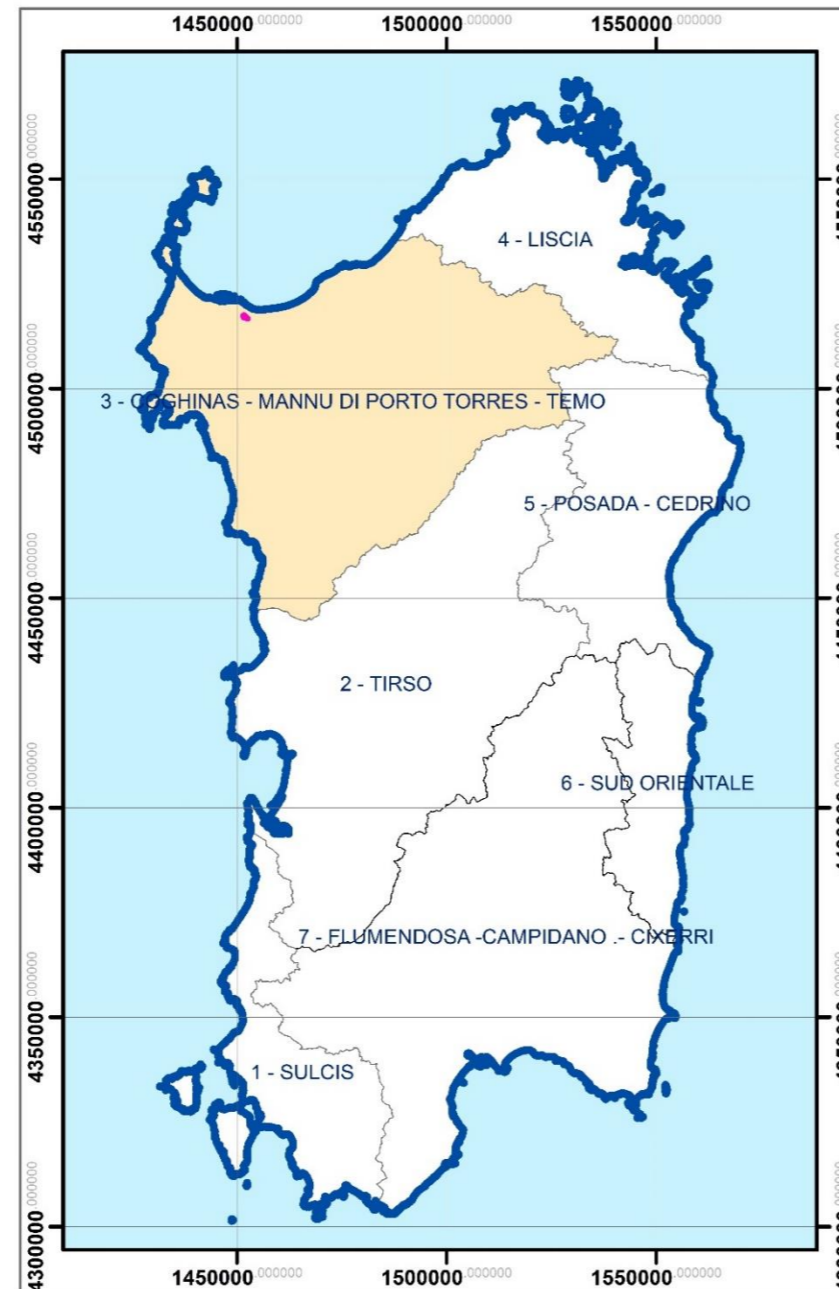 1450000.000000 1500000.000000 1550000.000000
4550000.000000
4 - LISCIA
4500000.000000
3 - COGHINAS - MANNU DI PORTO TORRES - TEMO
5 - POSADA - CEDRINO
4450000.000000
2 - TIRSO
6 - SUD ORIENTALE
4400000.000000
7 - FLUMENDOSA -CAMPIDANO .- CIXERRI
4350000.000000
1 - SULCIS
4300000.000000
1450000.000000 1500000.000000 1550000.000000